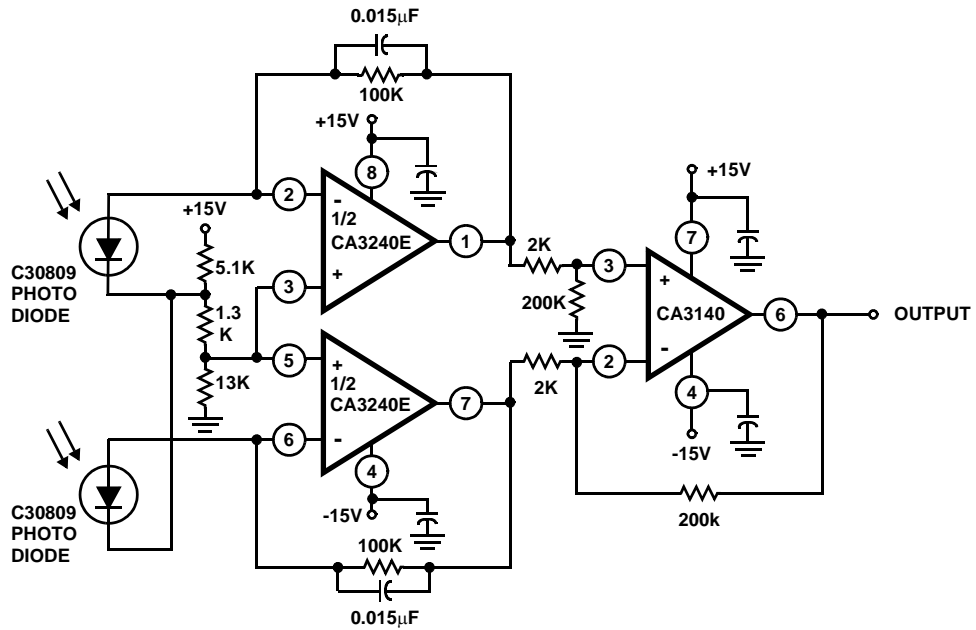 0.015μF
100K
+15V
8
2
-
1/2
CA3240E
1
+
3
+15V
5.1K
C30809
PHOTO
DIODE
1.3
K
13K
5
+
1/2
CA3240E
7
6
-
4
-15V
C30809
PHOTO
DIODE
100K
0.015μF
2K
3
200K
2K
2
+15V
7
+
CA3140
-
6
OUTPUT
4
-15V
200k